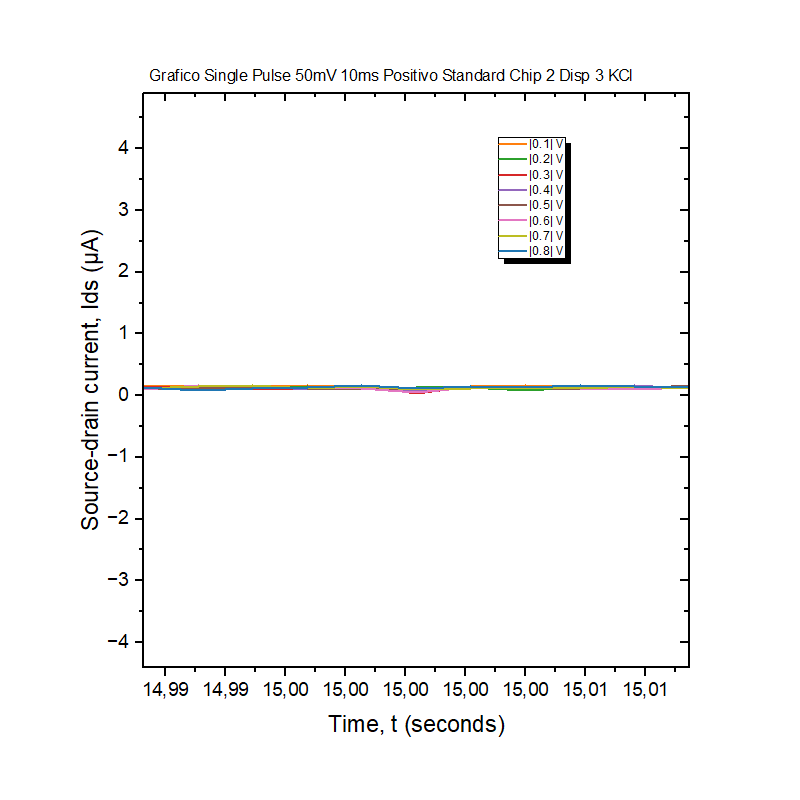 Grafico Single Pulse 50mV 10ms Positivo Standard Chip 2 Disp 3 KCl
|0.1| V
|0.2| V
|0.3| V
|0.4| V
|0.5| V
|0.6| V
|0.7| V
|0.8| V
4
3
2
1
0
−1
−2
−3
−4
Source-drain current, Ids (µA)
14,99 14,99 15,00 15,00 15,00 15,00 15,00 15,01 15,01
Time, t (seconds)